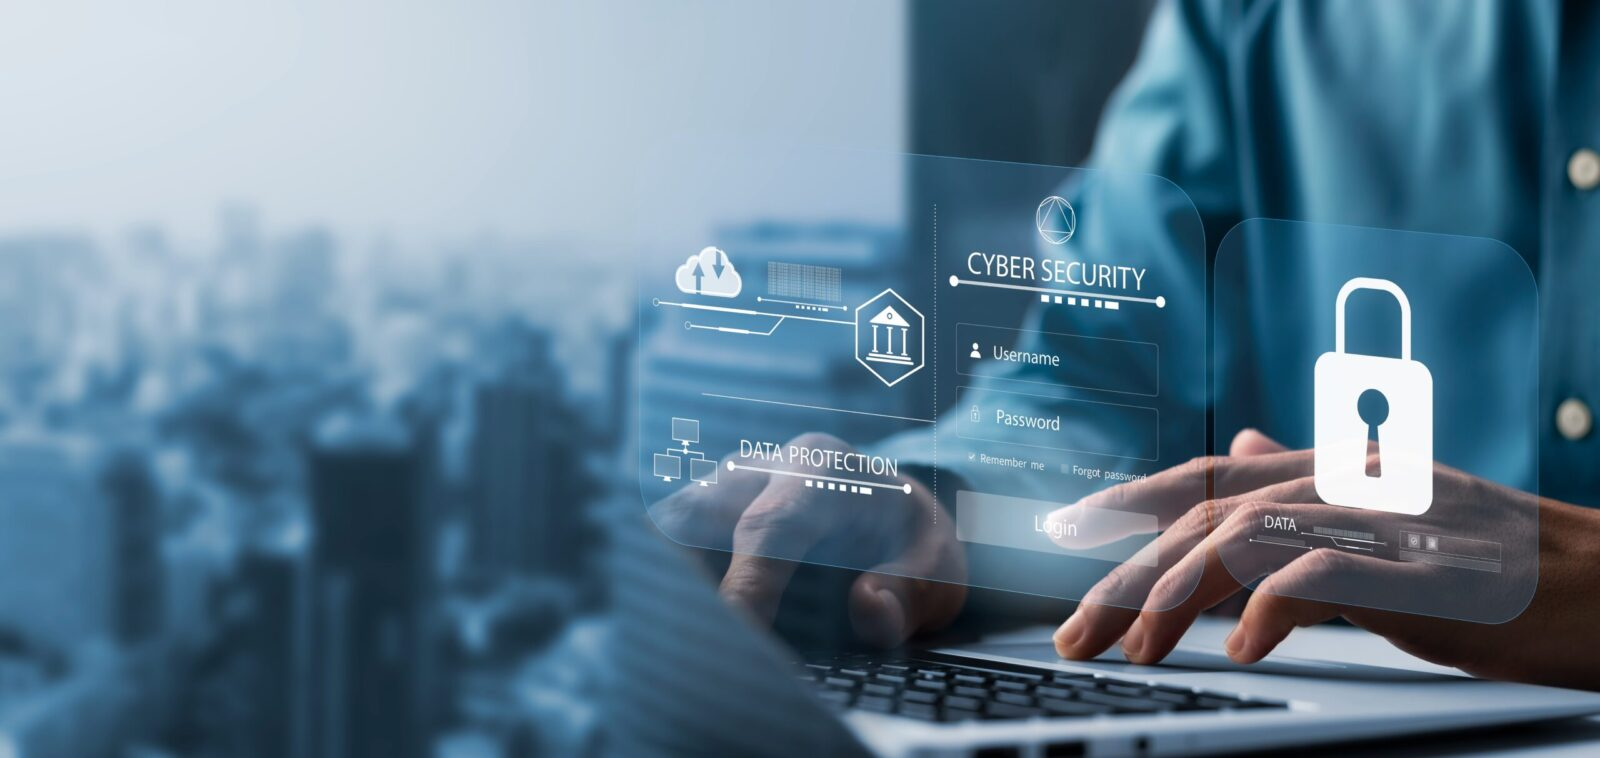 CYBER SECURITY
Username
Password
Remember me
Forgot password
Login
DATA PROTECTION
DATA